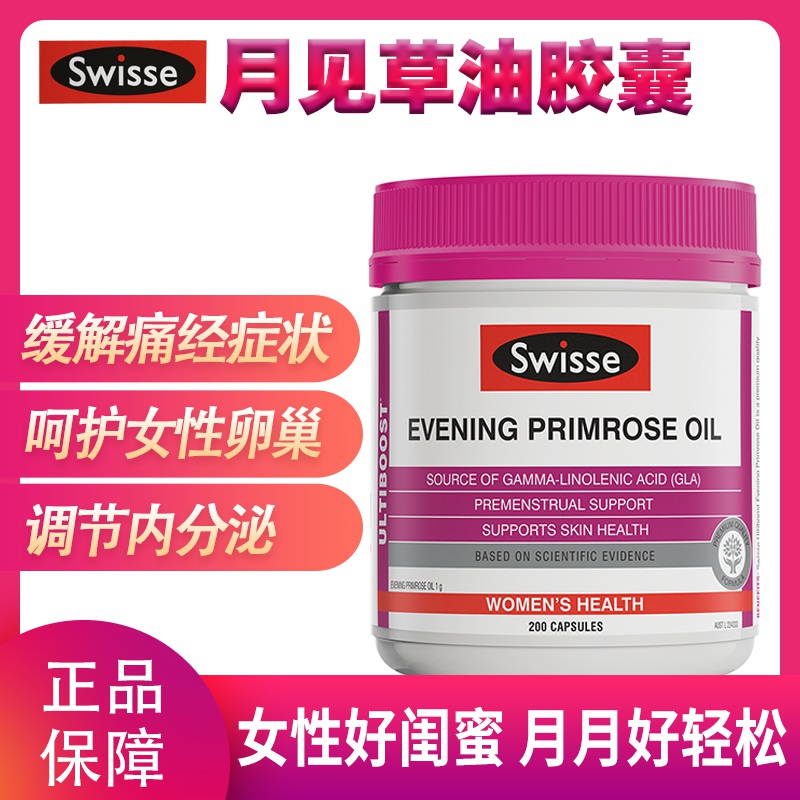 Swisse
月见草油胶囊
缓解痛经症状
呵护女性卵巢
调节内分泌
Swisse
ULTIBOOST
EVENING PRIMROSE OIL
SOURCE OF GAMMA-LINOLENIC ACID (GLA)
PREMENSTRUAL SUPPORT
SUPPORTS SKIN HEALTH
BASED ON SCIENTIFIC EVIDENCE
PREMIUM QUALITY
FORMULA
EVENING PRIMROSE OIL 1 g
WOMEN'S HEALTH
200 CAPSULES
正品
保障
女性好闺蜜 月月好轻松